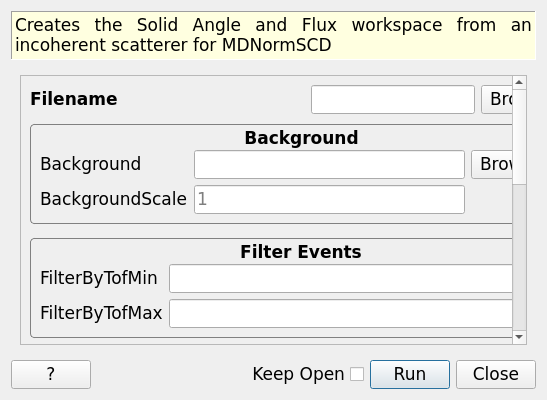 Creates the Solid Angle and Flux workspace from an
incoherent scatterer for MDNormSCD
Filename Bro
Background
Background Brow
BackgroundScale 1
Filter Events
FilterByTofMin
FilterByTofMax
? Keep Open Run Close